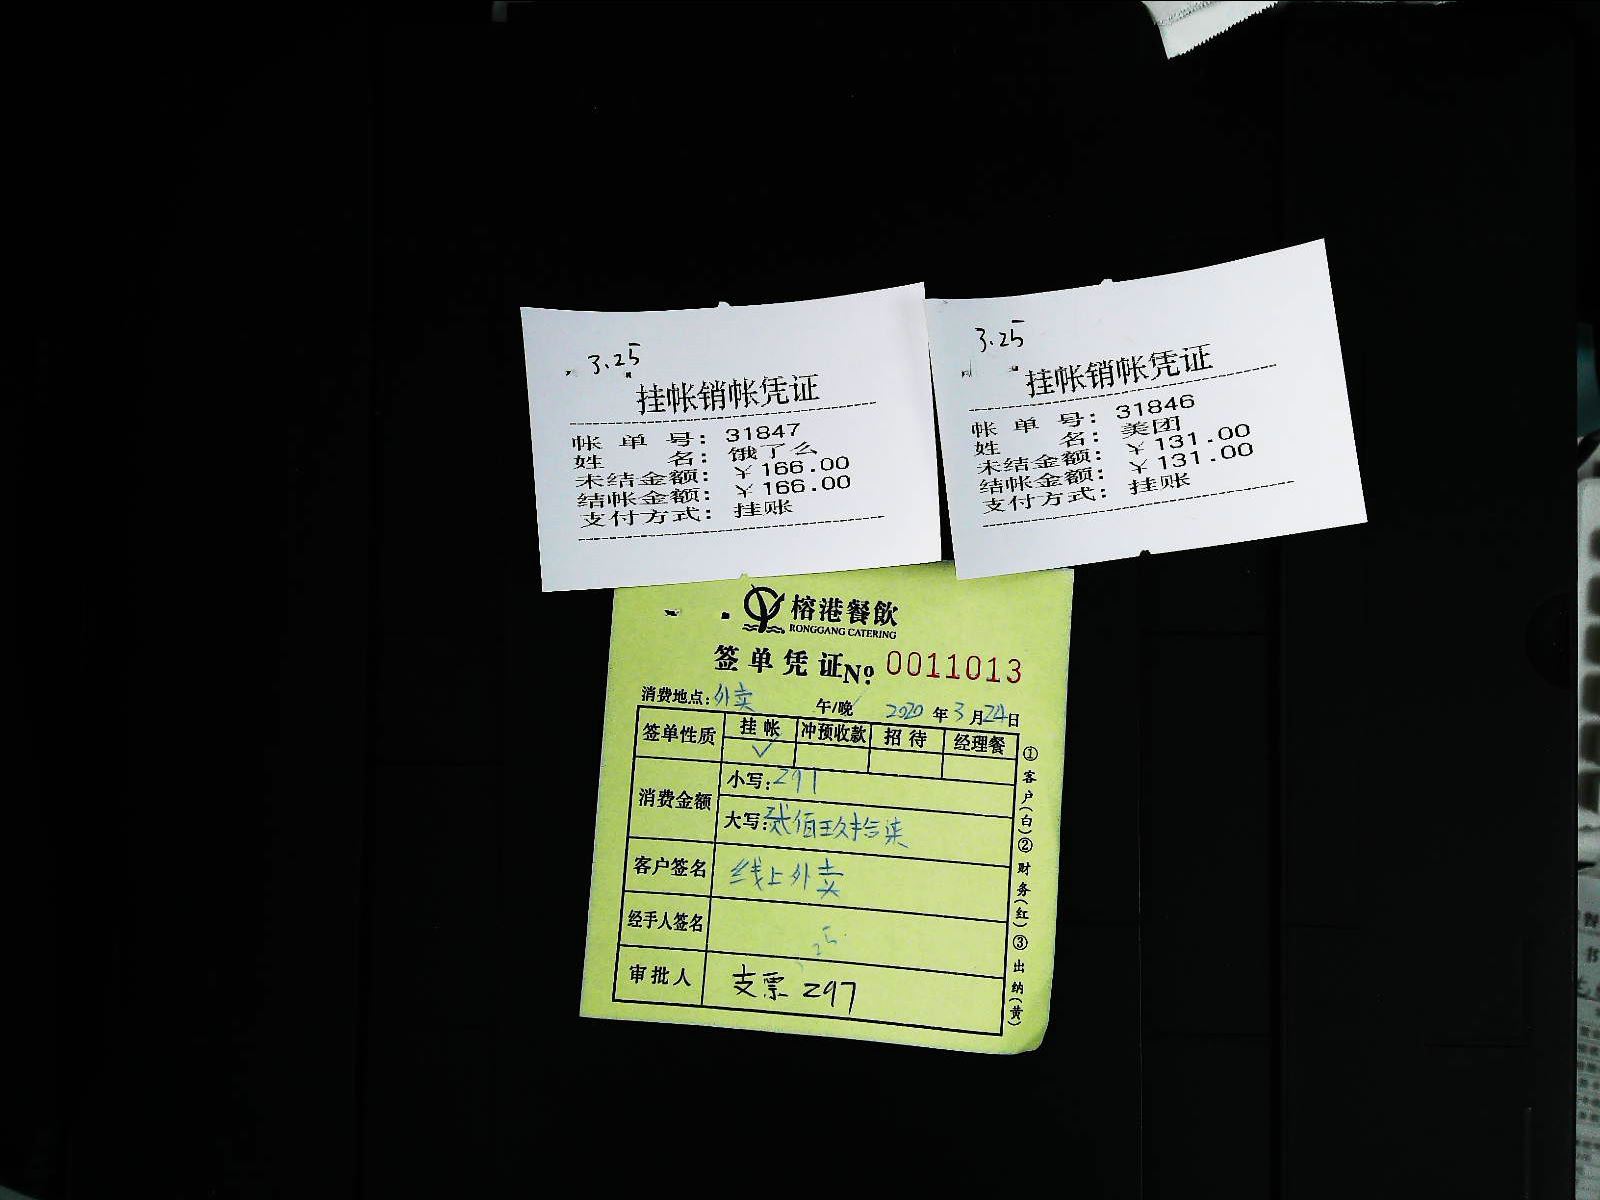 3.25
挂帐销帐凭证
帐单号：31847
姓名：饿了么
未结金额：￥166.00
结帐金额：￥166.00
支付方式：挂账
3.25
挂帐销帐凭证
帐单号：31846
姓名：美团
未结金额：￥131.00
结帐金额：￥131.00
支付方式：挂账
榕港餐飲
RONGGANG CATERING
签单凭证No: 0011013
消费地点：外卖 午/晚 2020年3月24日
签单性质 挂帐 冲预收款 招待 经理餐
✓
消费金额 小写：297
大写：贰佰玖拾柒
客户签名 线上外卖
经手人签名
审批人 支票 297
①客户(白)②财务(红)③出纳(黄)